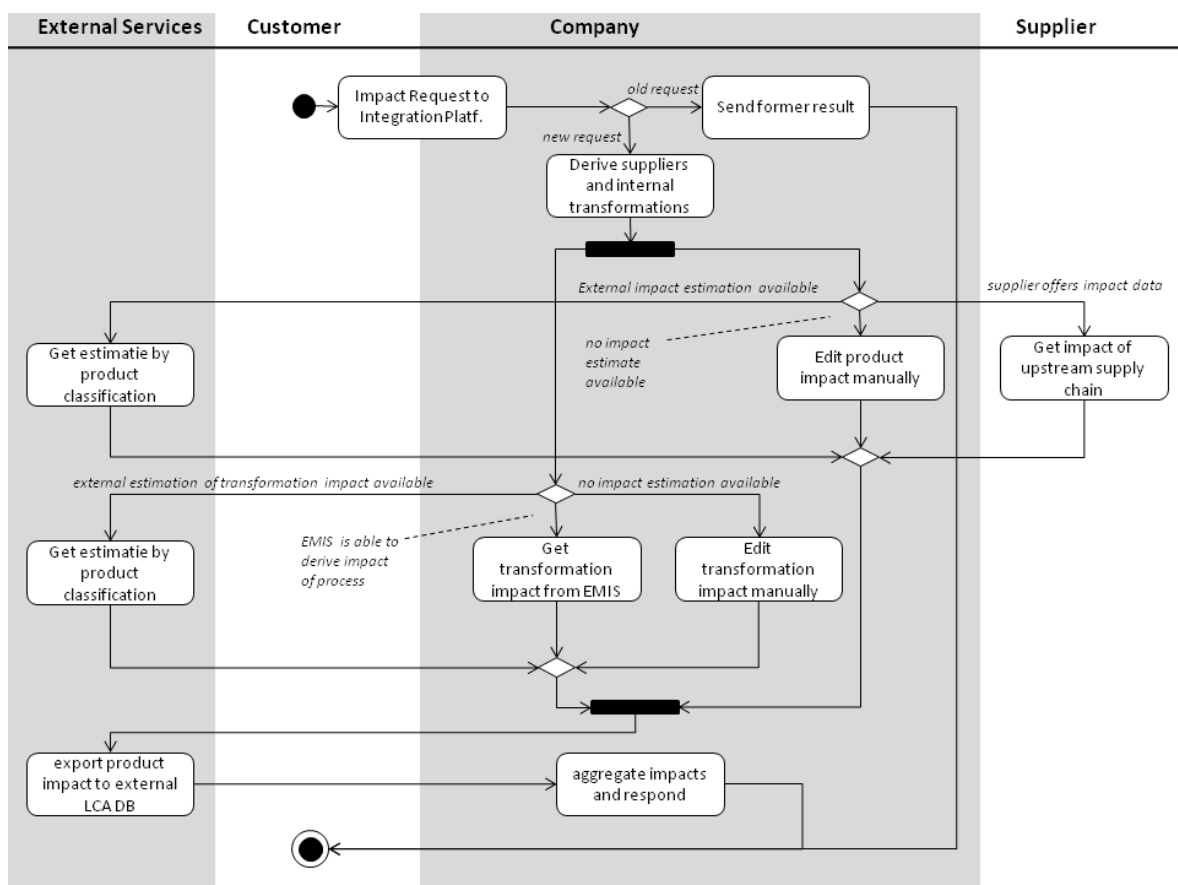 External Services
Customer
Company
Supplier
Impact Request to
Integration Platf.
old request
Send former result
new request
Derive suppliers
and internal
transformations
External impact estimation available
supplier offers impact data
Get estimatie by
product
classification
no impact
estimate
available
Edit product
impact manually
Get impact of
upstream supply
chain
external estimation of transformation impact available
no impact estimation available
Get estimatie by
product
classification
EMIS is able to
derive impact
of process
Get
transformation
impact from EMIS
Edit
transformation
impact manually
export product
impact to external
LCA DB
aggregate impacts
and respond